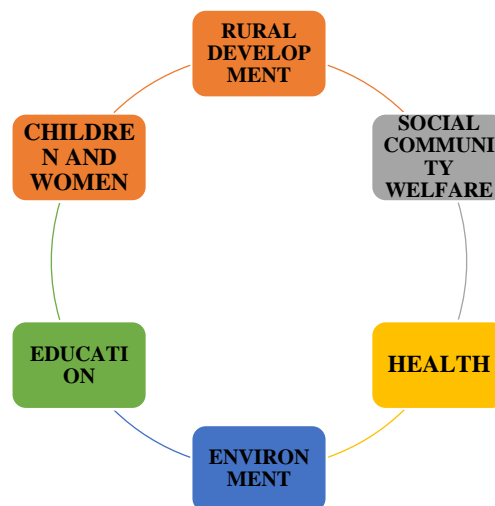 RURAL
DEVELOP
MENT
CHILDRE
N AND
WOMEN
SOCIAL
COMMUNI
TY
WELFARE
EDUCATI
ON
HEALTH
ENVIRON
MENT